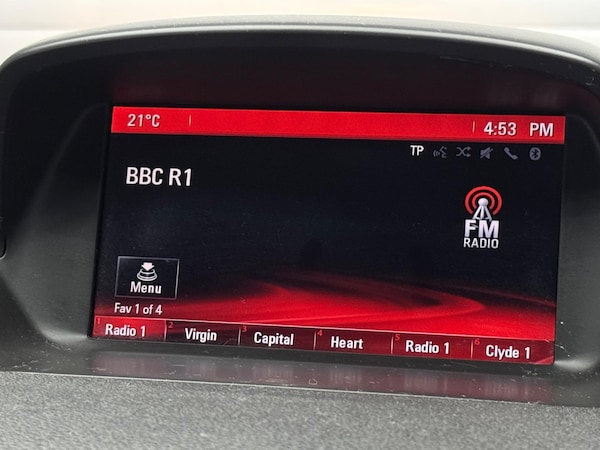 21°C 4:53 PM
TP
BBC R1
FM
RADIO
Menu
Fav 1 of 4
1 Radio 1 2 Virgin 3 Capital 4 Heart 5 Radio 1 6 Clyde 1